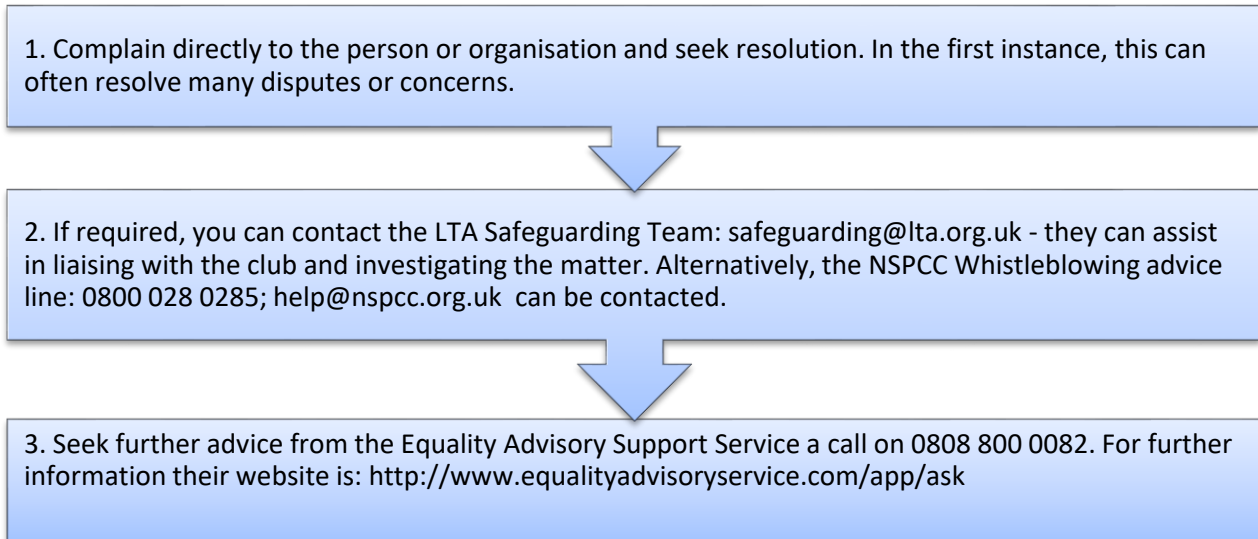 1. Complain directly to the person or organisation and seek resolution. In the first instance, this can
often resolve many disputes or concerns.
2. If required, you can contact the LTA Safeguarding Team: safeguarding@lta.org.uk - they can assist
in liaising with the club and investigating the matter. Alternatively, the NSPCC Whistleblowing advice
line: 0800 028 0285; help@nspcc.org.uk  can be contacted.
3. Seek further advice from the Equality Advisory Support Service a call on 0808 800 0082. For further
information their website is: http://www.equalityadvisoryservice.com/app/ask